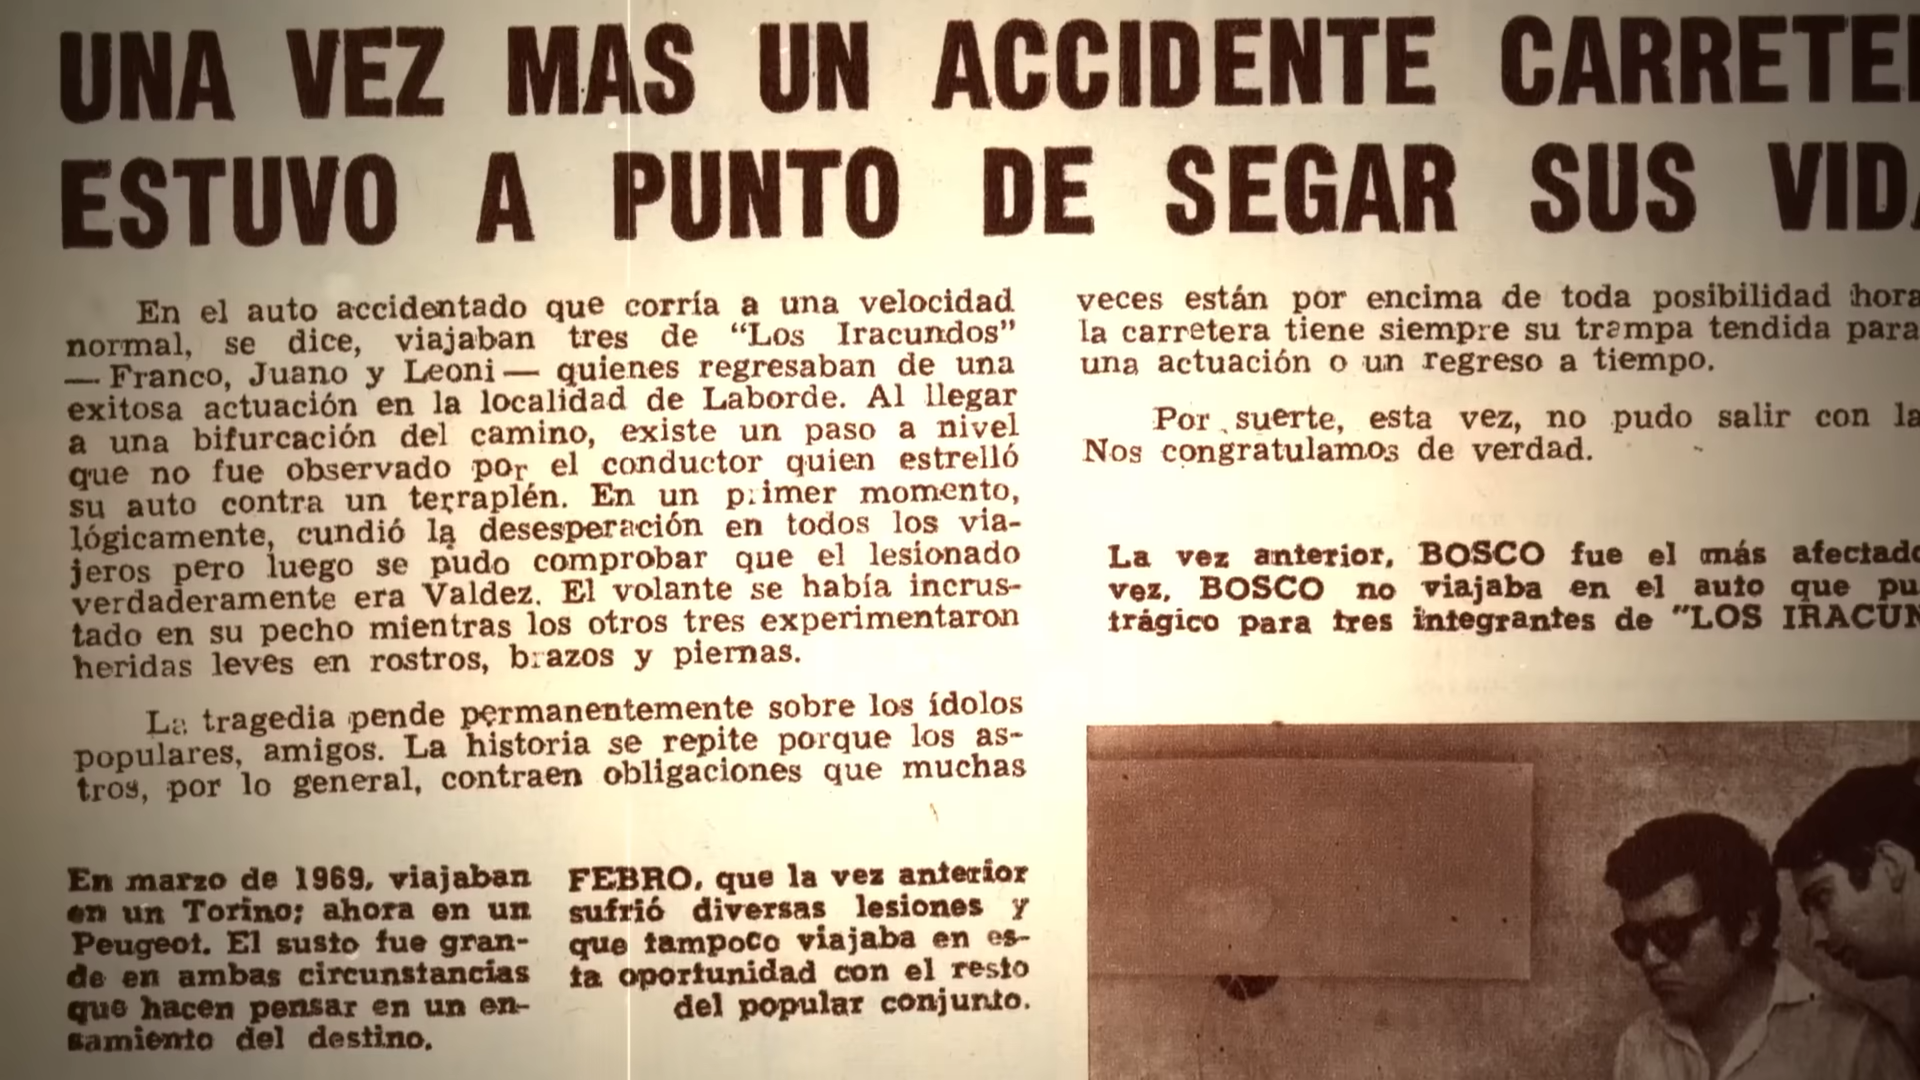 UNA VEZ MAS UN ACCIDENTE
ESTUVO A PUNTO DE SEGAR SUS
En el auto accidentado que corría a una velocidad
normal, se dice, viajaban tres de “Los Iracundos”
— Franco, Juano y Leoni — quienes regresaban de una
exitosa actuación en la localidad de Laborde. Al llegar
a una bifurcación del camino, existe un paso a nivel
que no fue observado por el conductor quien estrelló
su auto contra un terraplén. En un primer momento,
lógicamente, cundió la desesperación en todos los via-
jeros pero luego se pudo comprobar que el lesionado
verdaderamente era Valdez. El volante se había incrus-
tado en su pecho mientras los otros tres experimentaron
heridas leves en rostros, brazos y piernas.
La tragedia pende permanentemente sobre los ídolos
populares, amigos. La historia se repite porque los as-
tros, por lo general, contraen obligaciones que muchas
veces están por encima de toda posibilidad
la carretera tiene siempre su trampa tendida para
una actuación o un regreso a tiempo.
Por suerte, esta vez, no pudo salir con la
Nos congratulamos de verdad.
La vez anterior, BOSCO fue el más
vez, BOSCO no viajaba en el auto que
trágico para tres integrantes de "LOS
En marzo de 1969, viajaban
en un Torino; ahora en un
Peugeot. El susto fue gran-
de en ambas circunstancias
que hacen pensar en un en-
samiento del destino.
FEBRO, que la vez anterior
sufrió diversas lesiones y
que tampoco viajaba en es-
ta oportunidad con el resto
del popular conjunto.